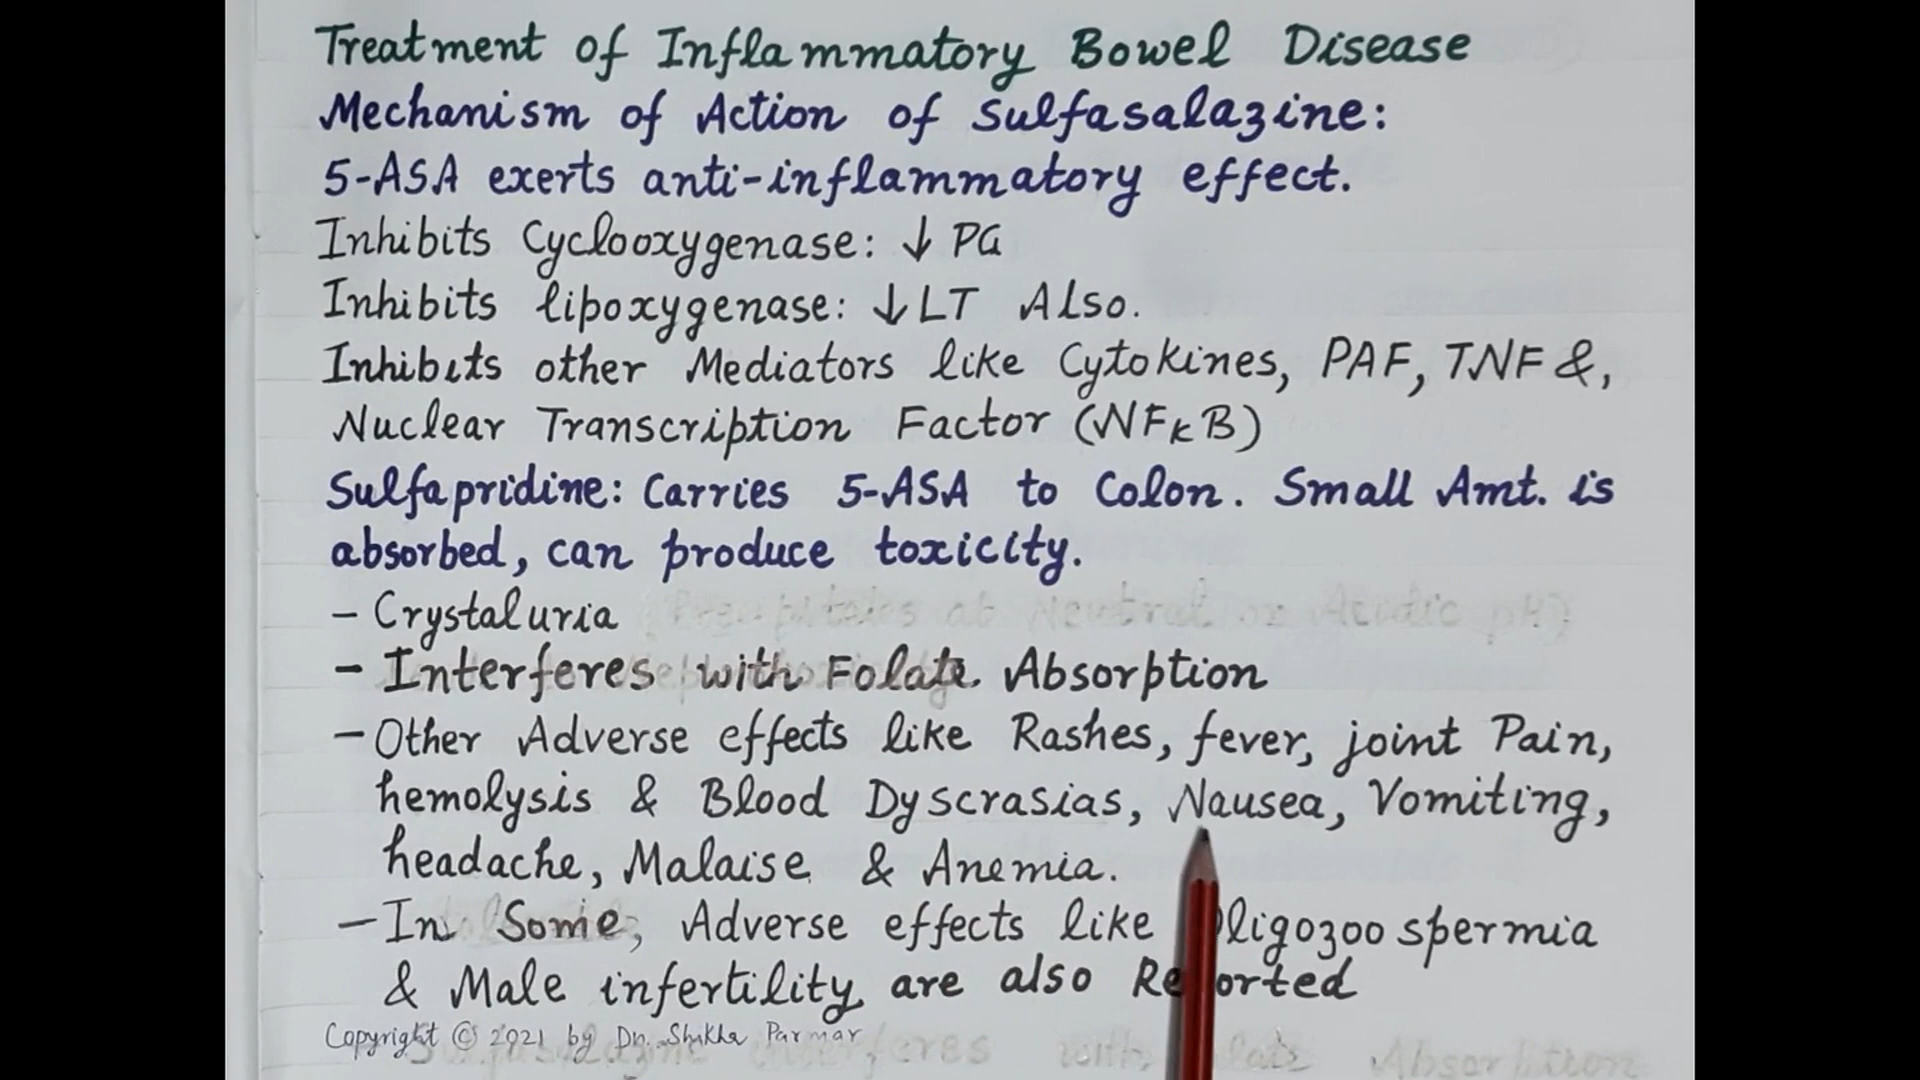 Treatment of Inflammatory Bowel Disease
Mechanism of Action of Sulfasalazine:
5-ASA exerts anti-inflammatory effect.
Inhibits Cyclooxygenase: ↓ PG
Inhibits lipoxygenase: ↓ LT Also.
Inhibits other Mediators like Cytokines, PAF, TNF &,
Nuclear Transcription Factor (NFκB)
Sulfapridine: Carries 5-ASA to Colon. Small Amt. is
absorbed, can produce toxicity.
- Crystaluria
- Interferes with Folate Absorption
- Other Adverse effects like Rashes, fever, joint Pain,
hemolysis & Blood Dyscrasias, Nausea, Vomiting,
headache, Malaise & Anemia.
- In Some, Adverse effects like Oligozoospermia
& Male infertility are also Reported
Copyright © 2021 by Dr. Shikha Parmar